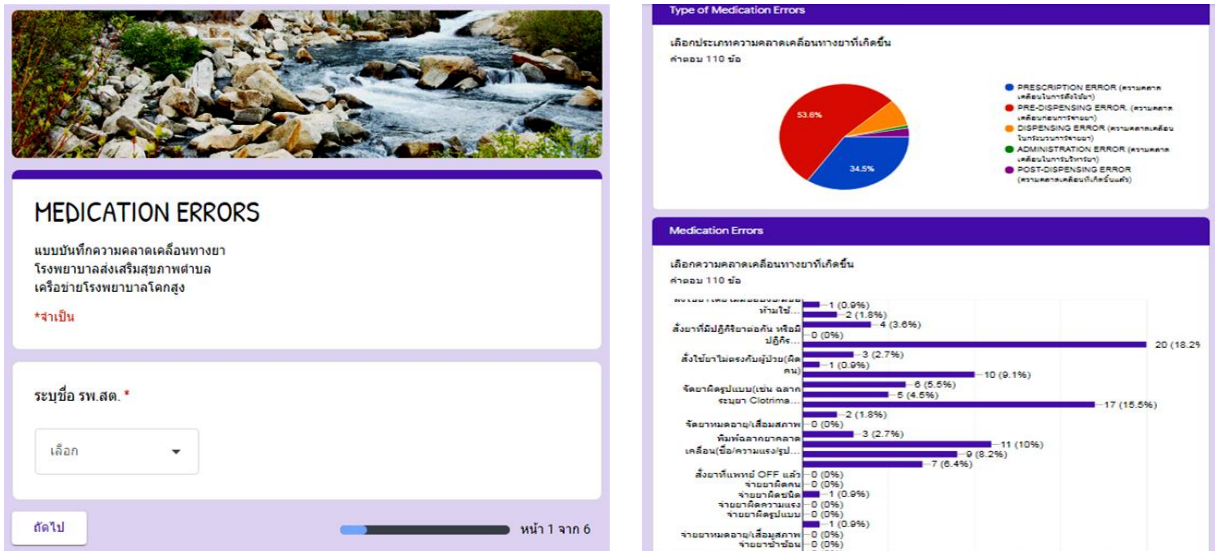 MEDICATION ERRORS
แบบบันทึกความคลาดเคลื่อนทางยา
โรงพยาบาลส่งเสริมสุขภาพตำบล
เครือข่ายโรงพยาบาลโคกสูง
*จำเป็น
ระบุชื่อ รพ.สต. *
เลือก
ถัดไป
หน้า 1 จาก 6
Type of Medication Errors
เลือกประเภทความคลาดเคลื่อนทางยาที่เกิดขึ้น
คำตอบ 110 ข้อ
53.6%
34.5%
PRESCRIPTION ERROR (ความคลาด
เคลื่อนในการสั่งใช้ยา)
PRE-DISPENSING ERROR. (ความคลาด
เคลื่อนก่อนการจ่ายยา)
DISPENSING ERROR (ความคลาดเคลื่อน
ในกระบวนการจ่ายยา)
ADMINISTRATION ERROR (ความคลาด
เคลื่อนในการบริหารยา)
POST-DISPENSING ERROR
(ความคลาดเคลื่อนที่เกิดขึ้นแล้ว)
Medication Errors
เลือกความคลาดเคลื่อนทางยาที่เกิดขึ้น
คำตอบ 110 ข้อ
ห้ามใช้...
1 (0.9%)
2 (1.8%)
สั่งยาที่มีปฏิกิริยาต่อกัน หรือมี
ปฏิกิร...
4 (3.6%)
0 (0%)
20 (18.2%
สั่งใช้ยาไม่ตรงกับผู้ป่วย(ผิด
คน)
3 (2.7%)
1 (0.9%)
10 (9.1%)
จัดยาผิดรูปแบบ(เช่น ฉลาก
ระบุยา Clotrima...
6 (5.5%)
5 (4.5%)
17 (15.5%)
2 (1.8%)
จัดยาหมดอายุ/เสื่อมสภาพ
0 (0%)
พิมพ์ฉลากยาคลาด
เคลื่อน(ชื่อ/ความแรง/รูป...
3 (2.7%)
11 (10%)
9 (8.2%)
7 (6.4%)
สั่งยาที่แพทย์ OFF แล้ว
0 (0%)
จ่ายยาผิดคน
0 (0%)
จ่ายยาผิดชนิด
1 (0.9%)
จ่ายยาผิดความแรง
0 (0%)
จ่ายยาผิดรูปแบบ
0 (0%)
1 (0.9%)
จ่ายยาหมดอายุ/เสื่อมสภาพ
0 (0%)
จ่ายยาซ้ำซ้อน
0 (0%)